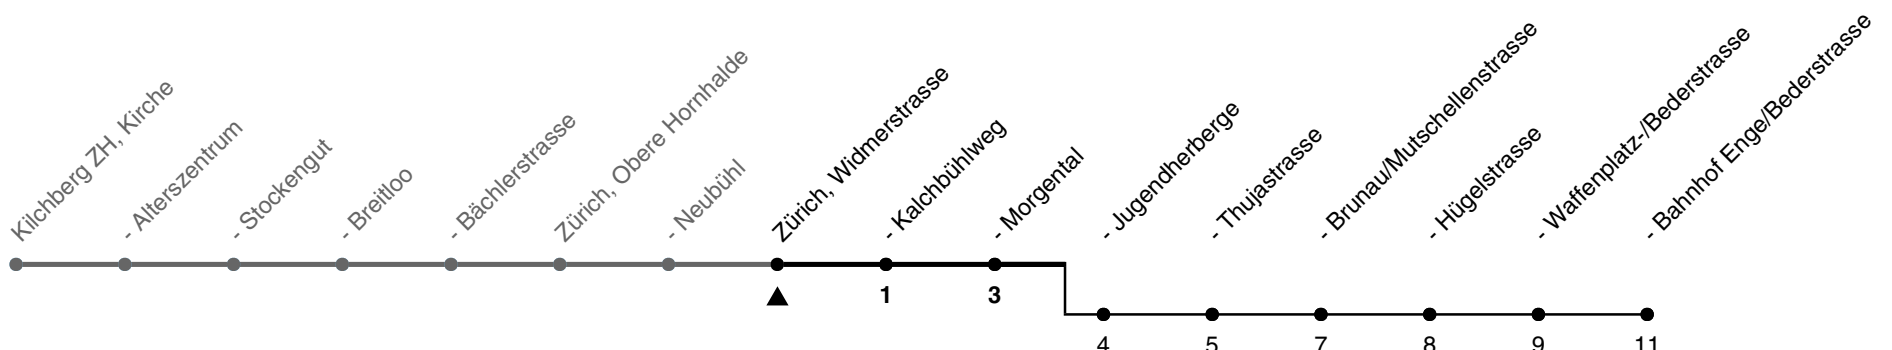 Kilchberg ZH, Kirche
- Alterszentrum
- Stockengut
- Breitloo
- Bächlerstrasse
Zürich, Obere Hornhalde
- Neubühl
Zürich, Widmerstrasse
- Kalchbühlweg
- Morgental
- Jugendherberge
- Thujastrasse
- Brunau/Mutschellenstrasse
- Hügelstrasse
- Waffenplatz-/Bederstrasse
- Bahnhof Enge/Bederstrasse
1
3
4
5
7
8
9
11